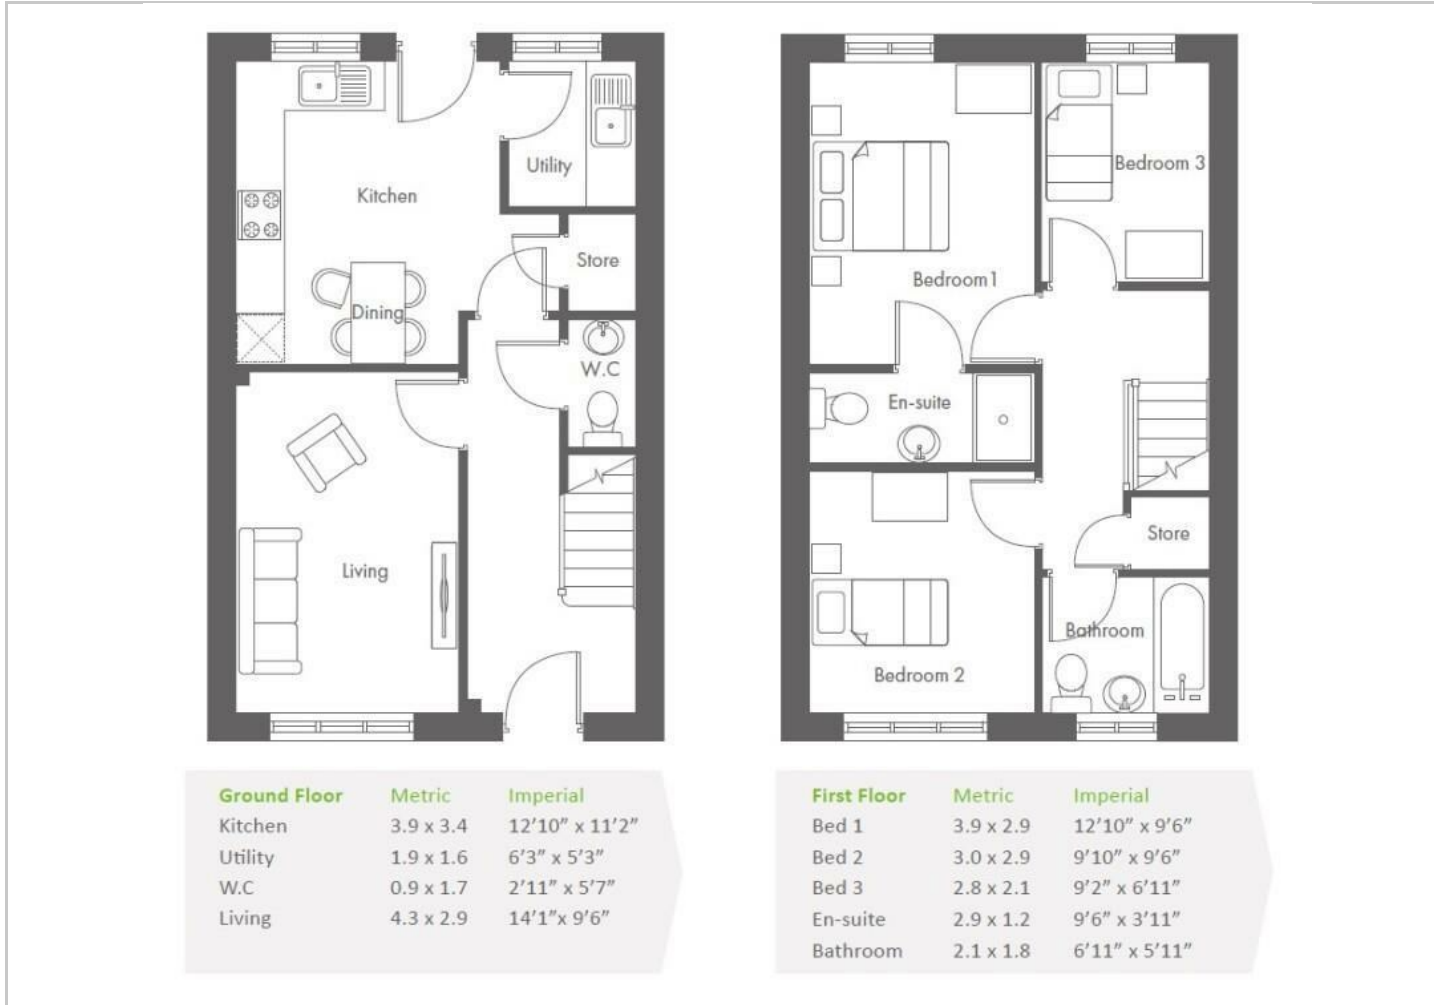 Utility
Kitchen
Store
Dining
W.C
Living
Bedroom 3
Bedroom1
En-suite
Store
Bathroom
Bedroom 2
Ground Floor Metric Imperial
Kitchen 3.9 x 3.4 12’10” x 11’2”
Utility 1.9 x 1.6 6’3” x 5’3”
W.C 0.9 x 1.7 2’11” x 5’7”
Living 4.3 x 2.9 14’1”x 9’6”
First Floor Metric Imperial
Bed 1 3.9 x 2.9 12’10” x 9’6”
Bed 2 3.0 x 2.9 9’10” x 9’6”
Bed 3 2.8 x 2.1 9’2” x 6’11”
En-suite 2.9 x 1.2 9’6” x 3’11”
Bathroom 2.1 x 1.8 6’11” x 5’11”